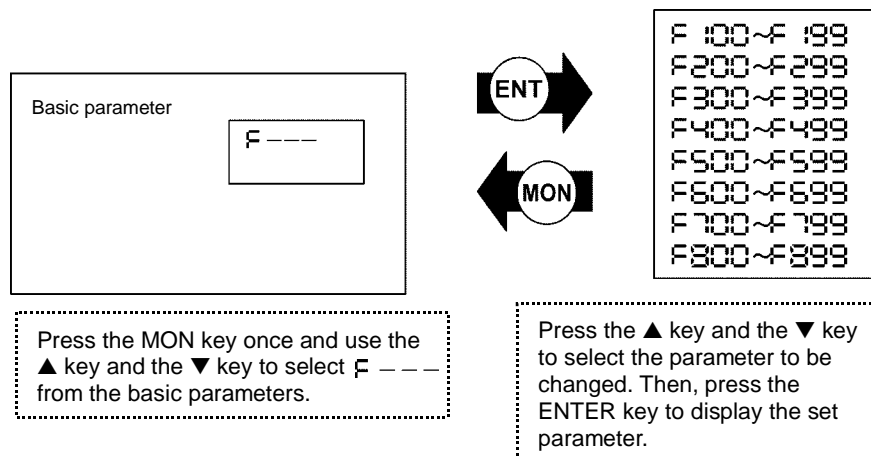 Basic parameter
F ---
ENT
MON
F 100~F 199
F200~F299
F300~F399
F400~F499
F500~F599
F600~F699
F700~F799
F800~F899
Press the MON key once and use the
▲ key and the ▼ key to select F ---
from the basic parameters.
Press the ▲ key and the ▼ key
to select the parameter to be
changed. Then, press the
ENTER key to display the set
parameter.